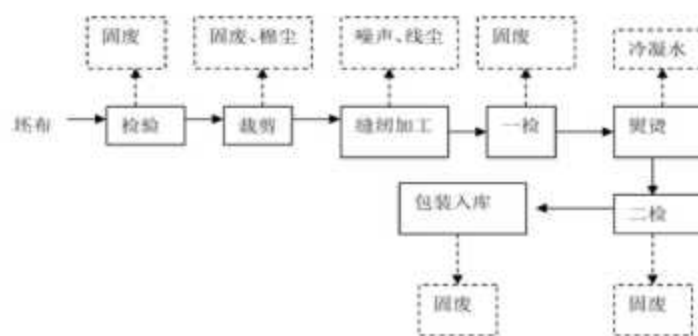 固废
固废、棉尘
噪声、线尘
固废
冷凝水
坯布
检验
裁剪
缝纫加工
一检
熨烫
包装入库
二检
固废
固废